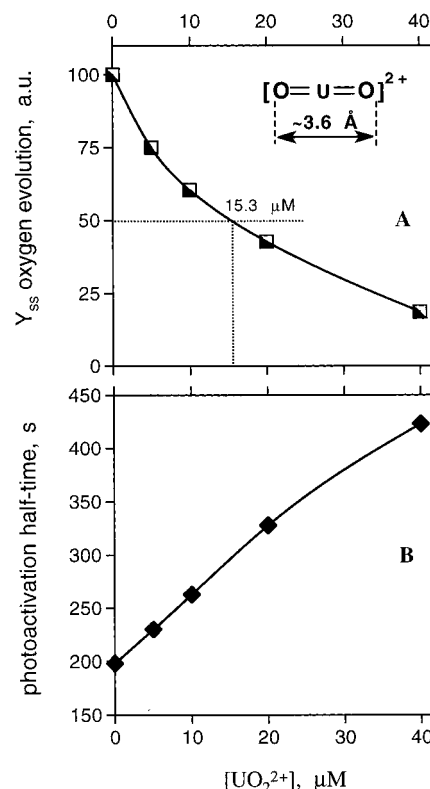 0 10 20 30 40
[O=U=O]²⁺
~3.6 Å
100
75
50
25
0
15.3 μM
A
Yss oxygen evolution, a.u.
450
400
350
300
250
200
150
B
photoactivation half-time, s
0 10 20 30 40
[UO₂²⁺], μM